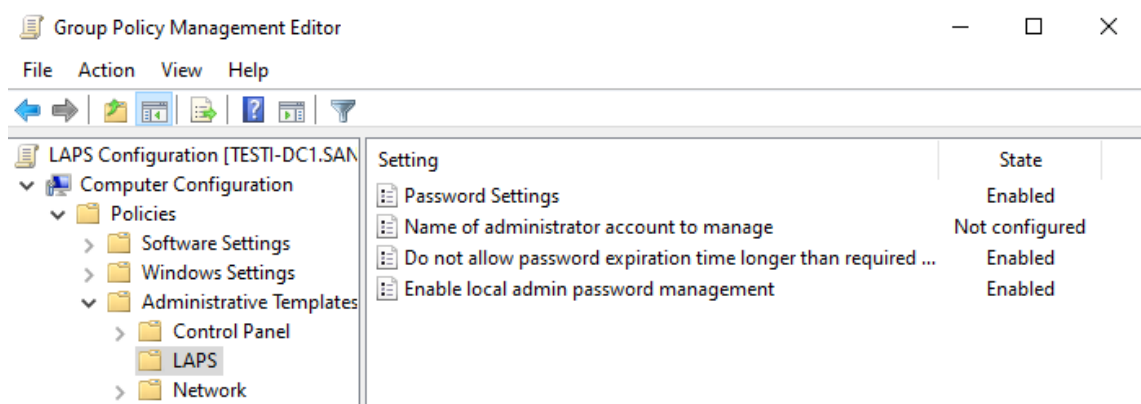 Group Policy Management Editor
File Action View Help
LAPS Configuration [TESTI-DC1.SAN
Computer Configuration
Policies
Software Settings
Windows Settings
Administrative Templates
Control Panel
LAPS
Network
Setting State
Password Settings Enabled
Name of administrator account to manage Not configured
Do not allow password expiration time longer than required ... Enabled
Enable local admin password management Enabled